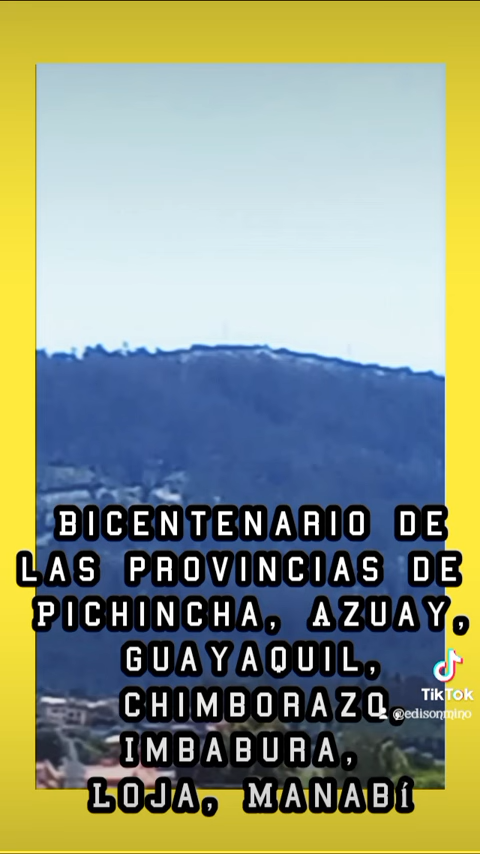 BICENTENARIO DE
LAS PROVINCIAS DE
PICHINCHA, AZUAY,
GUAYAQUIL,
CHIMBORAZO,
IMBABURA,
LOJA, MANABÍ
TikTok
@edisonmino